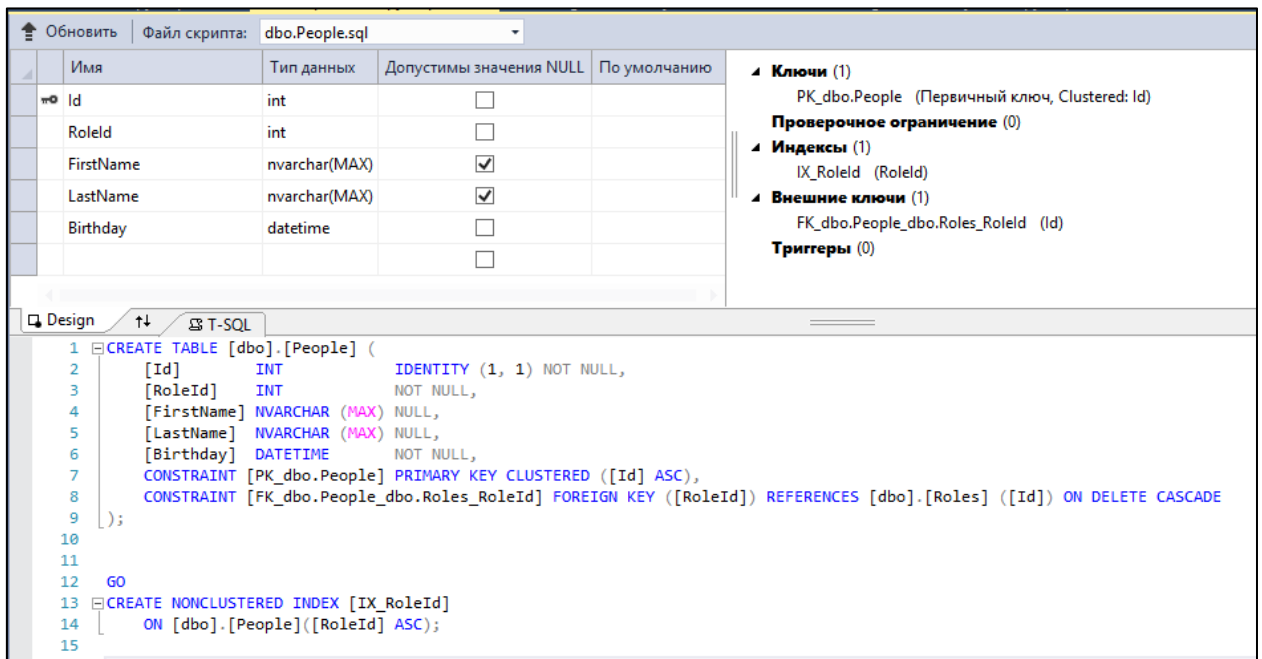 Обновить Файл скрипта: dbo.People.sql
Имя Тип данных Допустимы значения NULL По умолчанию
Id int
RoleId int
FirstName nvarchar(MAX)
LastName nvarchar(MAX)
Birthday datetime
Ключи (1)
PK_dbo.People (Первичный ключ, Clustered: Id)
Проверочное ограничение (0)
Индексы (1)
IX_RoleId (RoleId)
Внешние ключи (1)
FK_dbo.People_dbo.Roles_RoleId (Id)
Триггеры (0)
Design T-SQL
1 CREATE TABLE [dbo].[People] (
2 [Id] INT IDENTITY (1, 1) NOT NULL,
3 [RoleId] INT NOT NULL,
4 [FirstName] NVARCHAR (MAX) NULL,
5 [LastName] NVARCHAR (MAX) NULL,
6 [Birthday] DATETIME NOT NULL,
7 CONSTRAINT [PK_dbo.People] PRIMARY KEY CLUSTERED ([Id] ASC),
8 CONSTRAINT [FK_dbo.People_dbo.Roles_RoleId] FOREIGN KEY ([RoleId]) REFERENCES [dbo].[Roles] ([Id]) ON DELETE CASCADE
9 );
10
11
12 GO
13 CREATE NONCLUSTERED INDEX [IX_RoleId]
14 ON [dbo].[People]([RoleId] ASC);
15